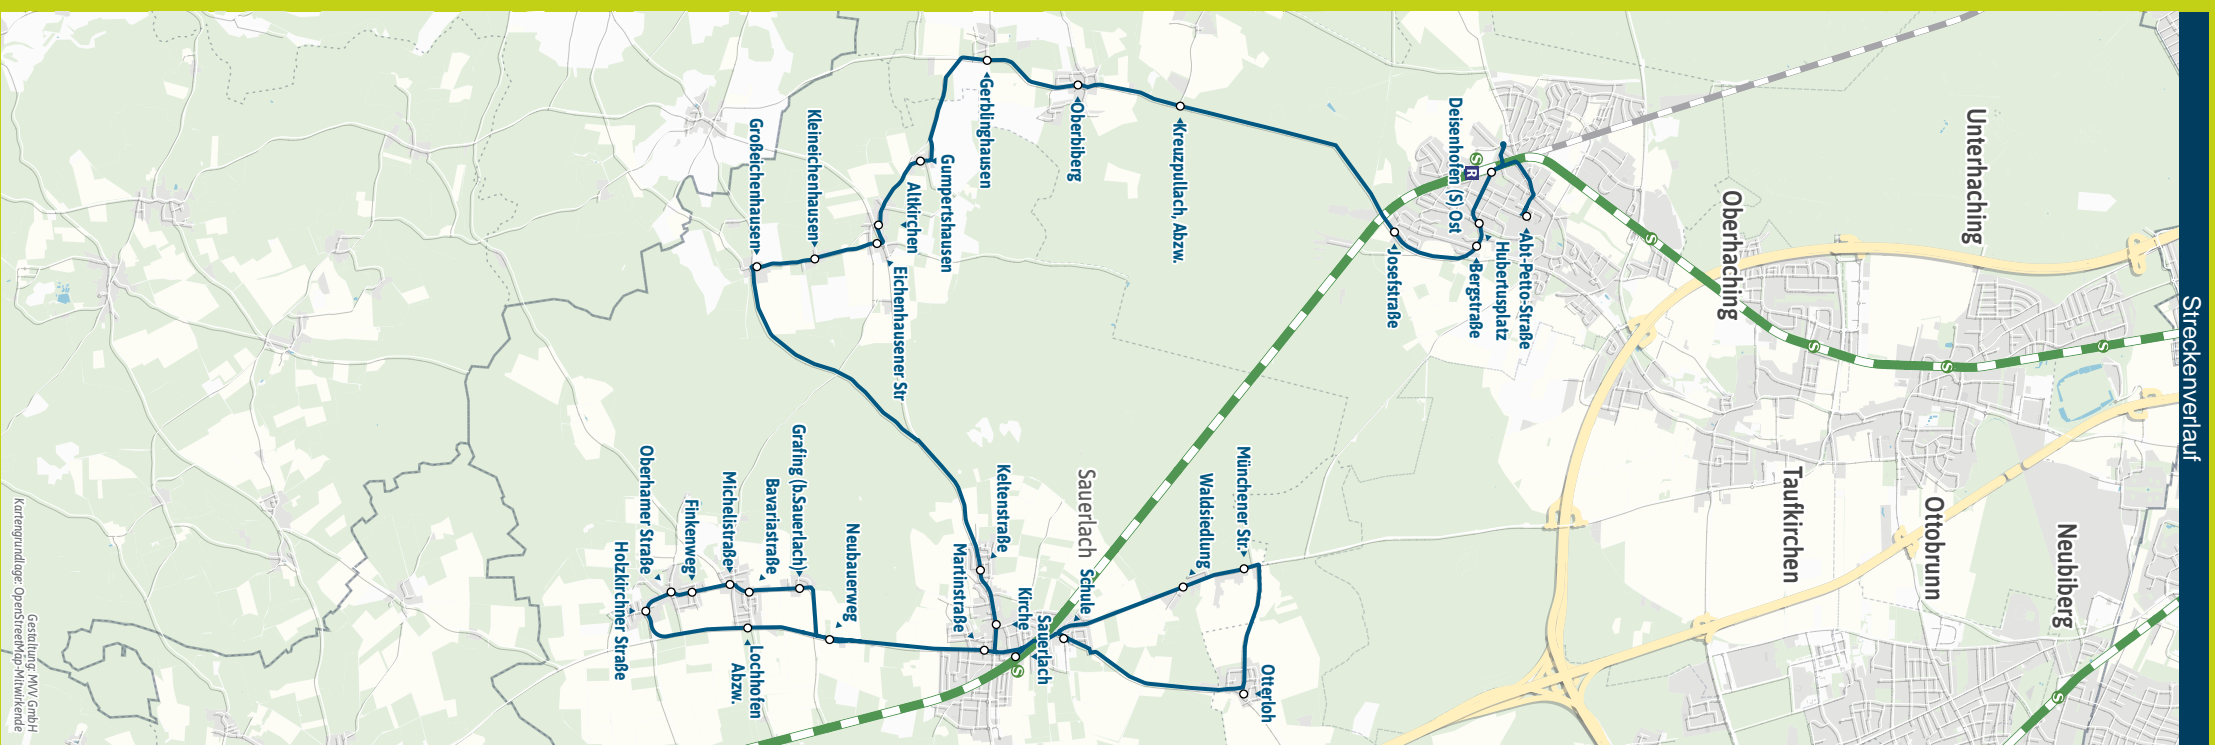 Streckenverlauf
Unterhaching
Oberhaching
Taufkirchen
Ottobrunn
Neubiberg
Deisenhofen (S) Ost
Abt-Petto-Straße
Hubertusplatz
Bergstraße
Josefstraße
Kreuzpullach, Abzw.
Oberbiberg
Gerblinghausen
Gumpertshausen
Altkirchen
Eichenhausener Str
Kleineichenhausen
Großeichenhausen
Sauerlach
Münchener Str.
Waldsiedlung
Otterloh
Schule
Sauerlach
Kirche
Keltenstraße
Martinstraße
Neubauerweg
Grafing (b.Sauerlach)
Bavariastraße
Michelistraße
Finkenweg
Oberhamer Straße
Holzkirchner Straße
Lochhofen
Abzw.
S
R
S
S
S
S
S
S
Gestaltung: MVV GmbH
Kartengrundlage: OpenStreetMap-Mitwirkende